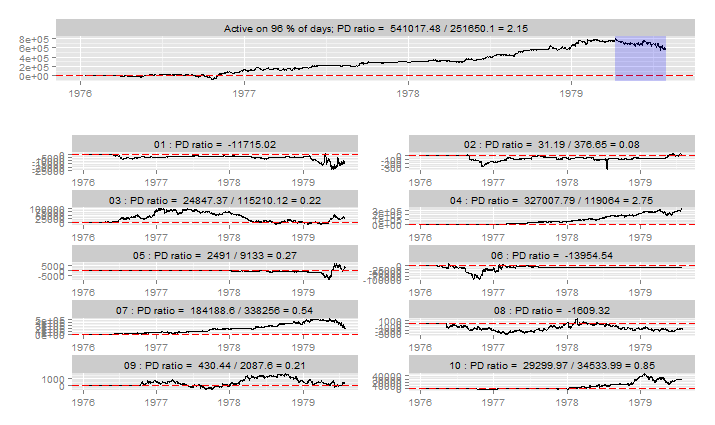 Active on 96 % of days; PD ratio = 541017.48 / 251650.1 = 2.15
8e+05
6e+05
4e+05
2e+05
0e+00
1976 1977 1978 1979
01 : PD ratio = -11715.02
02 : PD ratio = 31.19 / 376.65 = 0.08
1976 1977 1978 1979
1976 1977 1978 1979
03 : PD ratio = 24847.37 / 115210.12 = 0.22
04 : PD ratio = 327007.79 / 119064 = 2.75
1976 1977 1978 1979
1976 1977 1978 1979
05 : PD ratio = 2491 / 9133 = 0.27
06 : PD ratio = -13954.54
5000
0
-5000
1976 1977 1978 1979
1976 1977 1978 1979
07 : PD ratio = 184188.6 / 338256 = 0.54
08 : PD ratio = -1609.32
1976 1977 1978 1979
1976 1977 1978 1979
09 : PD ratio = 430.44 / 2087.6 = 0.21
10 : PD ratio = 29299.97 / 34533.99 = 0.85
1000
0
1976 1977 1978 1979
1976 1977 1978 1979